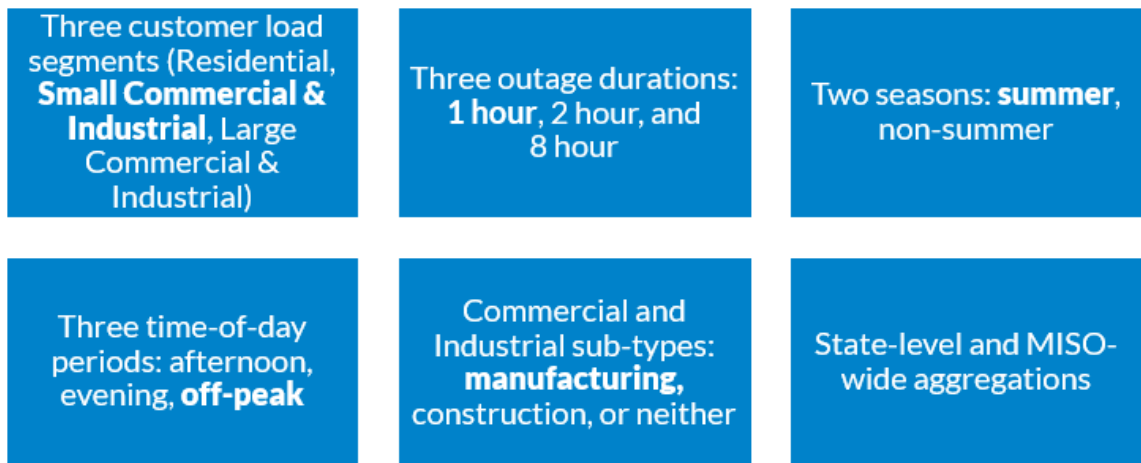 Three customer load
segments (Residential,
Small Commercial &
Industrial, Large
Commercial &
Industrial)
Three outage durations:
1 hour, 2 hour, and
8 hour
Two seasons: summer,
non-summer
Three time-of-day
periods: afternoon,
evening, off-peak
Commercial and
Industrial sub-types:
manufacturing,
construction, or neither
State-level and MISO-
wide aggregations